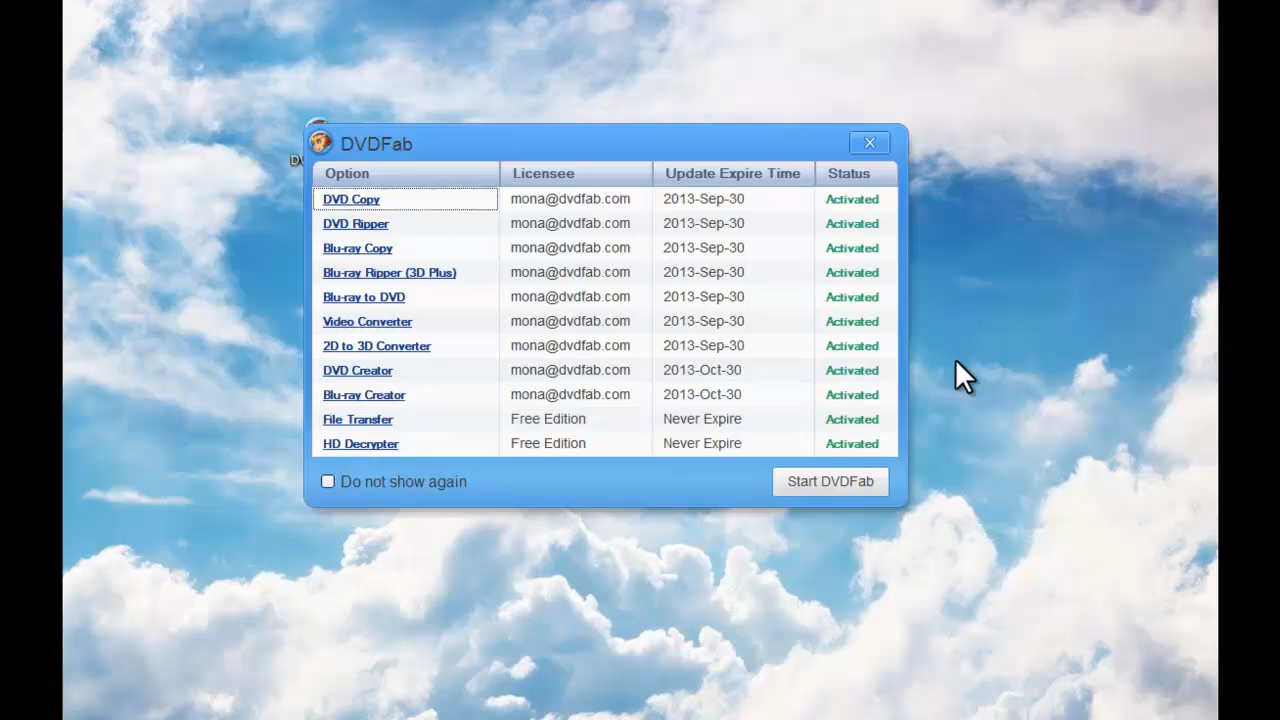 DVDFab X
Option Licensee Update Expire Time Status
DVD Copy mona@dvdfab.com 2013-Sep-30 Activated
DVD Ripper mona@dvdfab.com 2013-Sep-30 Activated
Blu-ray Copy mona@dvdfab.com 2013-Sep-30 Activated
Blu-ray Ripper (3D Plus) mona@dvdfab.com 2013-Sep-30 Activated
Blu-ray to DVD mona@dvdfab.com 2013-Sep-30 Activated
Video Converter mona@dvdfab.com 2013-Sep-30 Activated
2D to 3D Converter mona@dvdfab.com 2013-Sep-30 Activated
DVD Creator mona@dvdfab.com 2013-Oct-30 Activated
Blu-ray Creator mona@dvdfab.com 2013-Oct-30 Activated
File Transfer Free Edition Never Expire Activated
HD Decrypter Free Edition Never Expire Activated
Do not show again Start DVDFab